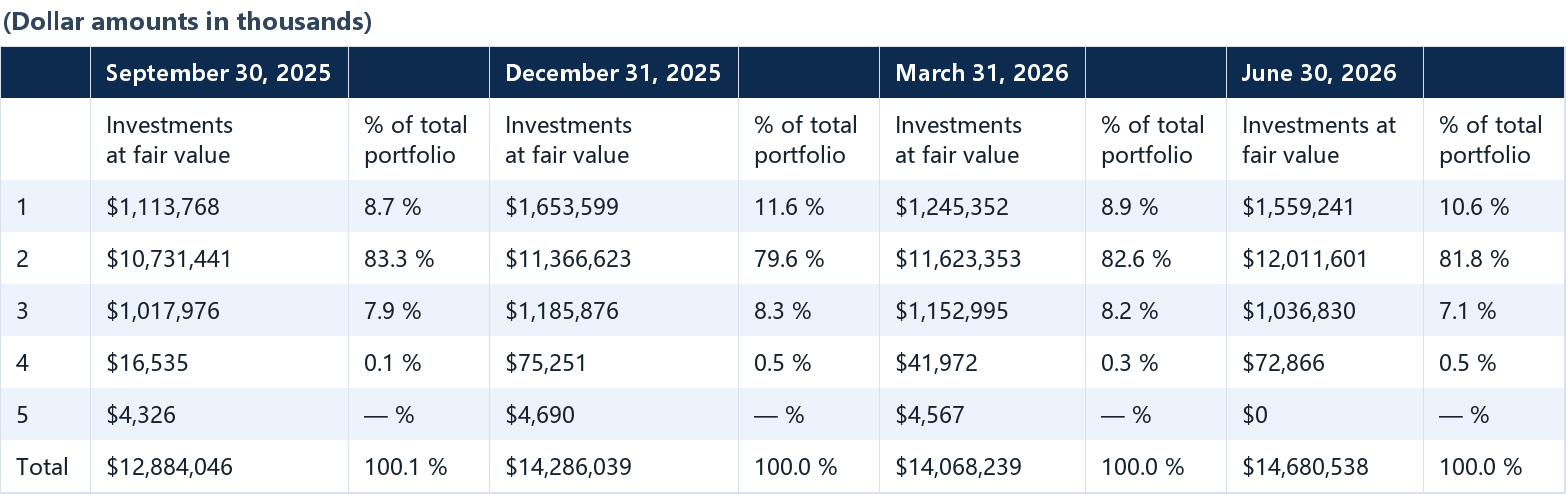 (Dollar amounts in thousands)
September 30, 2025 December 31, 2025 March 31, 2026 June 30, 2026
Investments at fair value % of total portfolio Investments at fair value % of total portfolio Investments at fair value % of total portfolio Investments at fair value % of total portfolio
1 $1,113,768 8.7 % $1,653,599 11.6 % $1,245,352 8.9 % $1,559,241 10.6 %
2 $10,731,441 83.3 % $11,366,623 79.6 % $11,623,353 82.6 % $12,011,601 81.8 %
3 $1,017,976 7.9 % $1,185,876 8.3 % $1,152,995 8.2 % $1,036,830 7.1 %
4 $16,535 0.1 % $75,251 0.5 % $41,972 0.3 % $72,866 0.5 %
5 $4,326 — % $4,690 — % $4,567 — % $0 — %
Total $12,884,046 100.1 % $14,286,039 100.0 % $14,068,239 100.0 % $14,680,538 100.0 %